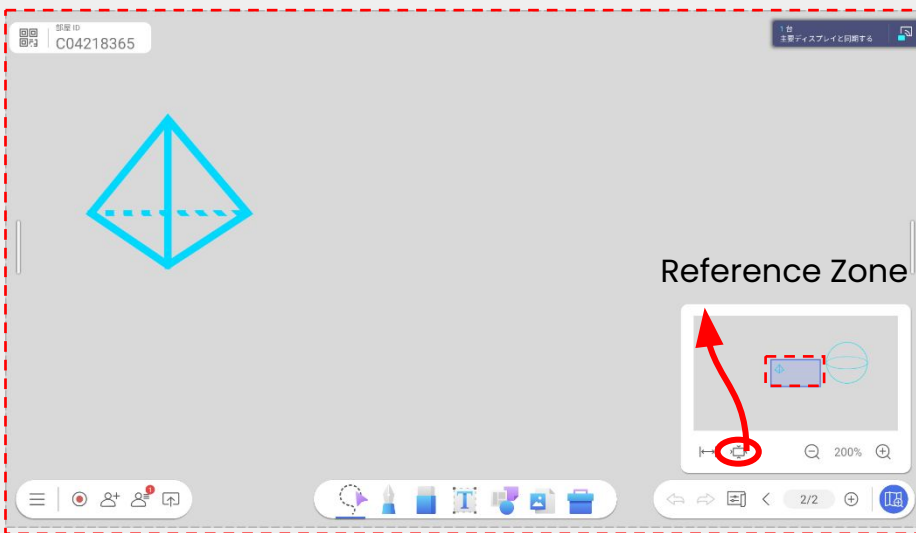 部屋 ID
C04218365
1 台
主要ディスプレイと同期する
Reference Zone
200%
1
T
2/2